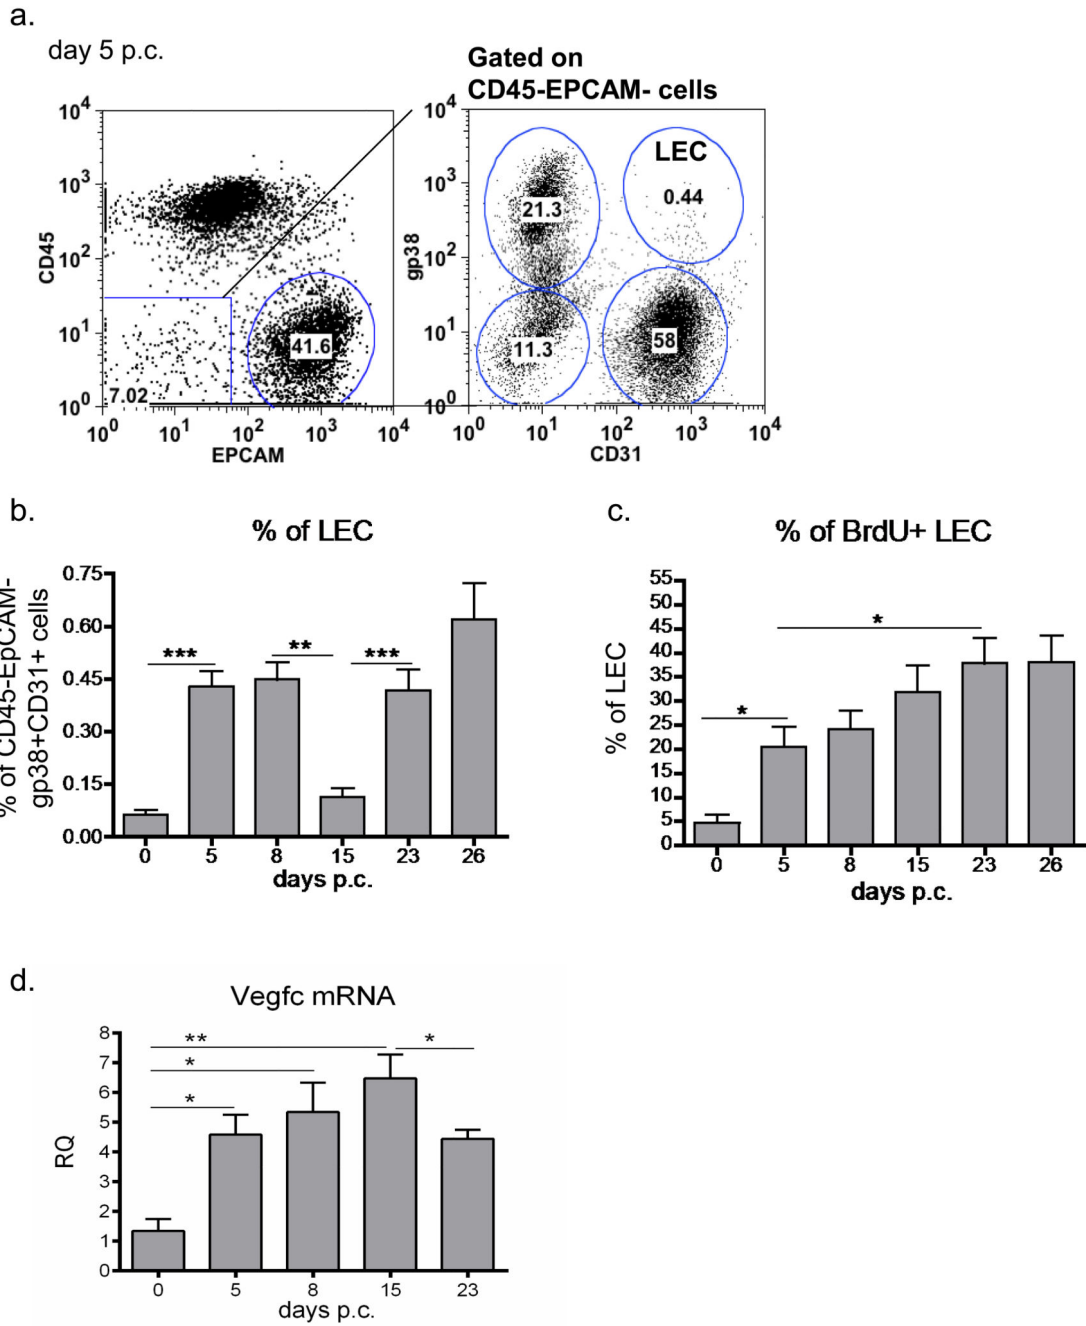 a.
day 5 p.c.
Gated on
CD45-EPCAM- cells
10^4
10^3
10^2
10^1
10^0
CD45
41.6
7.02
10^0 10^1 10^2 10^3 10^4
EPCAM
10^4
10^3
10^2
10^1
10^0
gp38
LEC
0.44
21.3
11.3
58
10^0 10^1 10^2 10^3 10^4
CD31
b.
% of LEC
% of CD45-EpCAM-
gp38+CD31+ cells
0.75
0.60
0.45
0.30
0.15
0.00
*** ** ***
0 5 8 15 23 26
days p.c.
c.
% of BrdU+ LEC
% of LEC
55
50
45
40
35
30
25
20
15
10
5
0
*
*
0 5 8 15 23 26
days p.c.
d.
Vegfc mRNA
RQ
8
7
6
5
4
3
2
1
0
** *
*
*
0 5 8 15 23
days p.c.